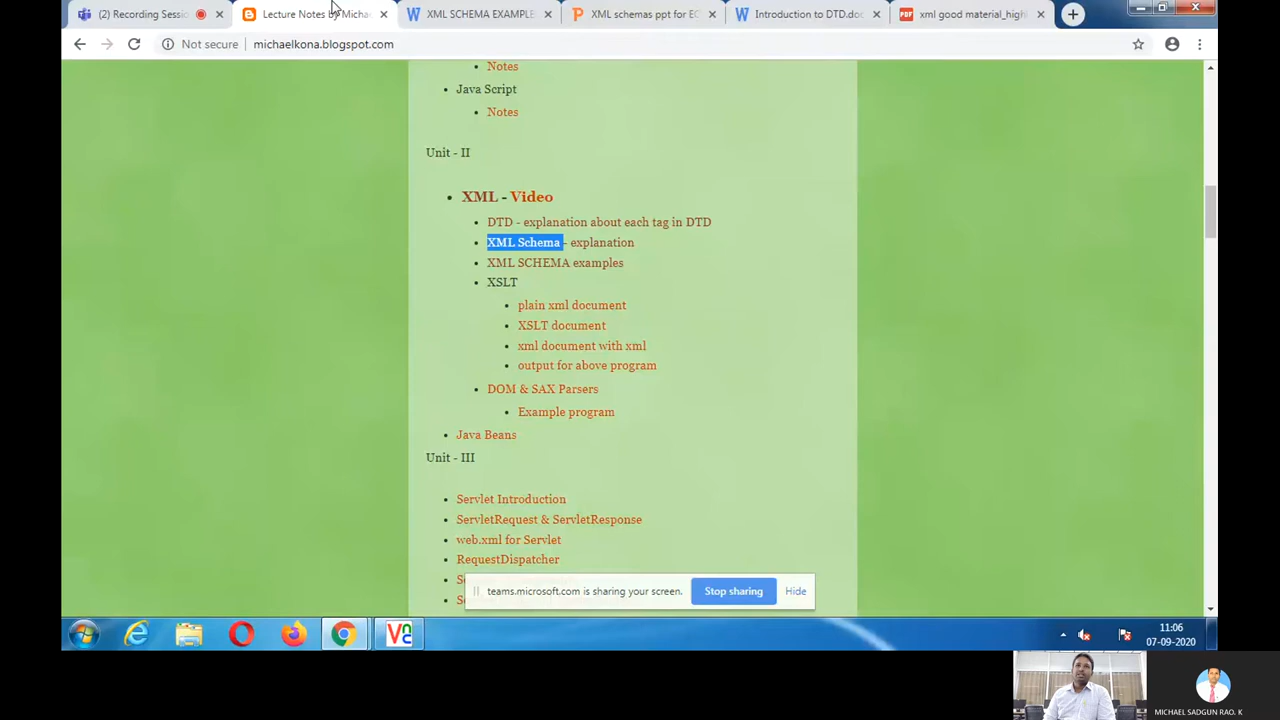 (2) Recording Sessi
Lecture Notes by Michae
XML SCHEMA EXAMPLE
XML schemas ppt for EC
Introduction to DTD.doc
xml good material_high
Not secure
michaelkona.blogspot.com
Notes
Java Script
Notes
Unit - II
XML - Video
DTD - explanation about each tag in DTD
XML Schema - explanation
XML SCHEMA examples
XSLT
plain xml document
XSLT document
xml document with xml
output for above program
DOM & SAX Parsers
Example program
Java Beans
Unit - III
Servlet Introduction
ServletRequest & ServletResponse
web.xml for Servlet
RequestDispatcher
teams.microsoft.com is sharing your screen.
Stop sharing
Hide
11:06
07-09-2020
MICHAEL SADGUN RAO. K